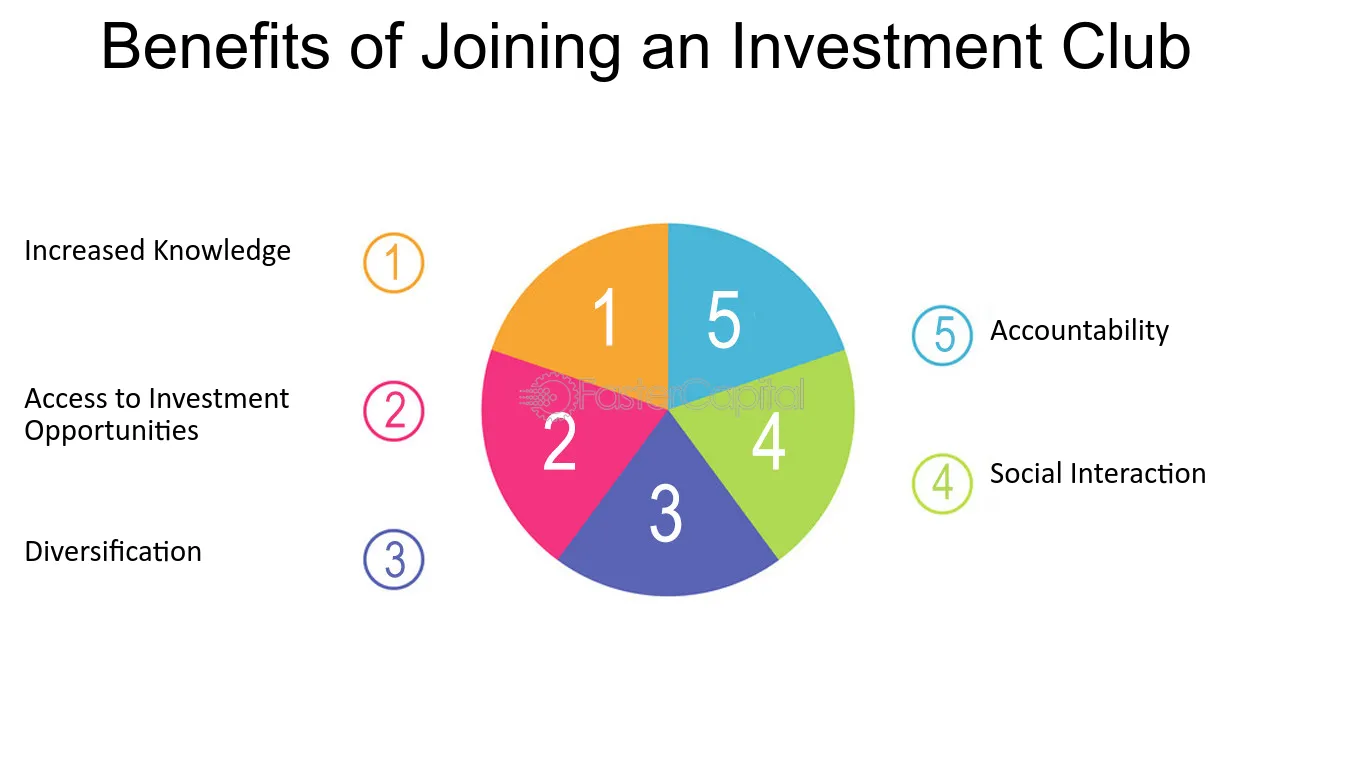 Benefits of Joining an Investment Club
Increased Knowledge
1
Access to Investment
Opportunities
2
Diversification
3
1
5
2
4
3
FasterCapital
5
Accountability
4
Social Interaction